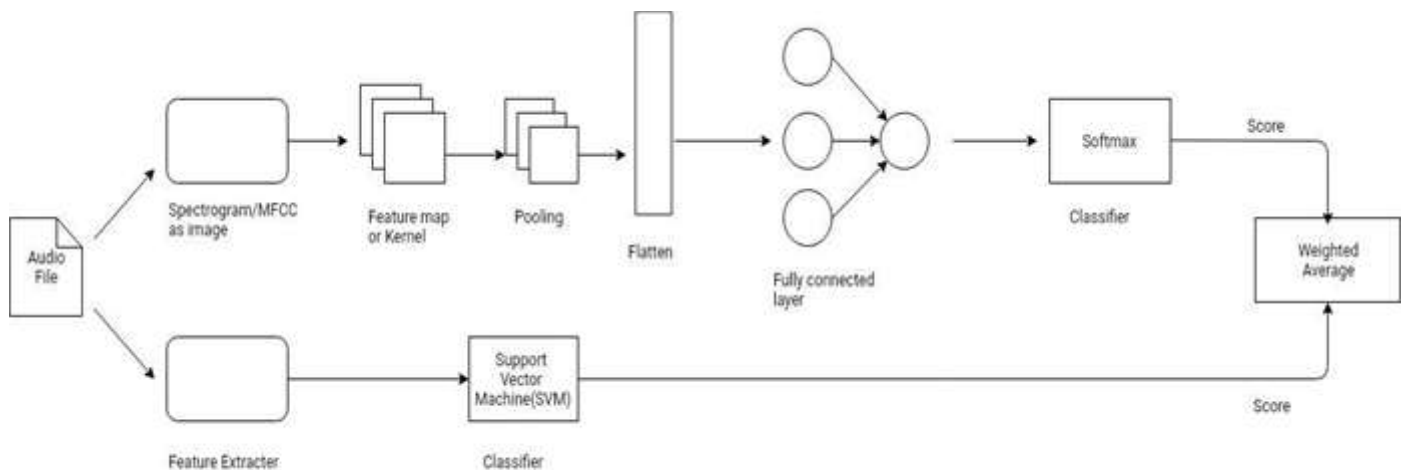 Audio
File
Spectrogram/MFCC
as image
Feature map
or Kernel
Pooling
Flatten
Fully connected
layer
Softmax
Classifier
Score
Weighted
Average
Feature Extracter
Support
Vector
Machine(SVM)
Classifier
Score